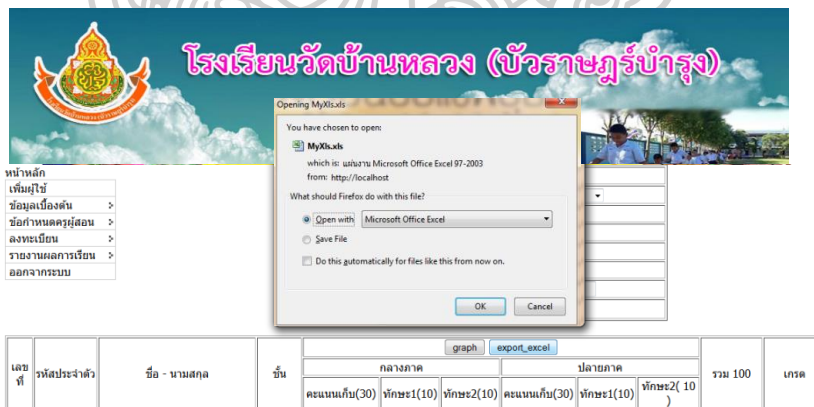 โรงเรียนวัดบ้านหลวง (บัวราษฎร์บำรุง)
Opening MyXls.xls
You have chosen to open:
MyXls.xls
which is: แผ่นงาน Microsoft Office Excel 97-2003
from: http://localhost
What should Firefox do with this file?
Open with Microsoft Office Excel
Save File
Do this automatically for files like this from now on.
OK Cancel
หน้าหลัก
เพิ่มผู้ใช้
ข้อมูลเบื้องต้น
ข้อกำหนดครูผู้สอน
ลงทะเบียน
รายงานผลการเรียน
ออกจากระบบ
graph export_excel
เลขที่ รหัสประจำตัว ชื่อ - นามสกุล ชั้น กลางภาค ปลายภาค รวม 100 เกรด
คะแนนเก็บ(30) ทักษะ1(10) ทักษะ2(10) คะแนนเก็บ(30) ทักษะ1(10) ทักษะ2( 10 )